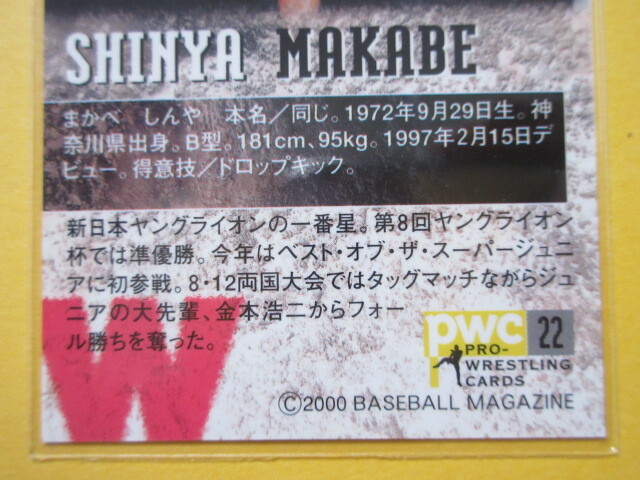 SHINYA MAKABE
まかべ しんや 本名／同じ。1972年9月29日生。神
奈川県出身。B型。181cm、95kg。1997年2月15日デ
ビュー。得意技／ドロップキック。
新日本ヤングライオンの一番星。第8回ヤングライオン
杯では準優勝。今年はベスト・オブ・ザ・スーパージュニ
アに初参戦。8・12両国大会ではタッグマッチながらジュ
ニアの大先輩、金本浩二からフォー
ル勝ちを奪った。
W
pwc 22
PRO-
WRESTLING
CARDS
©2000 BASEBALL MAGAZINE